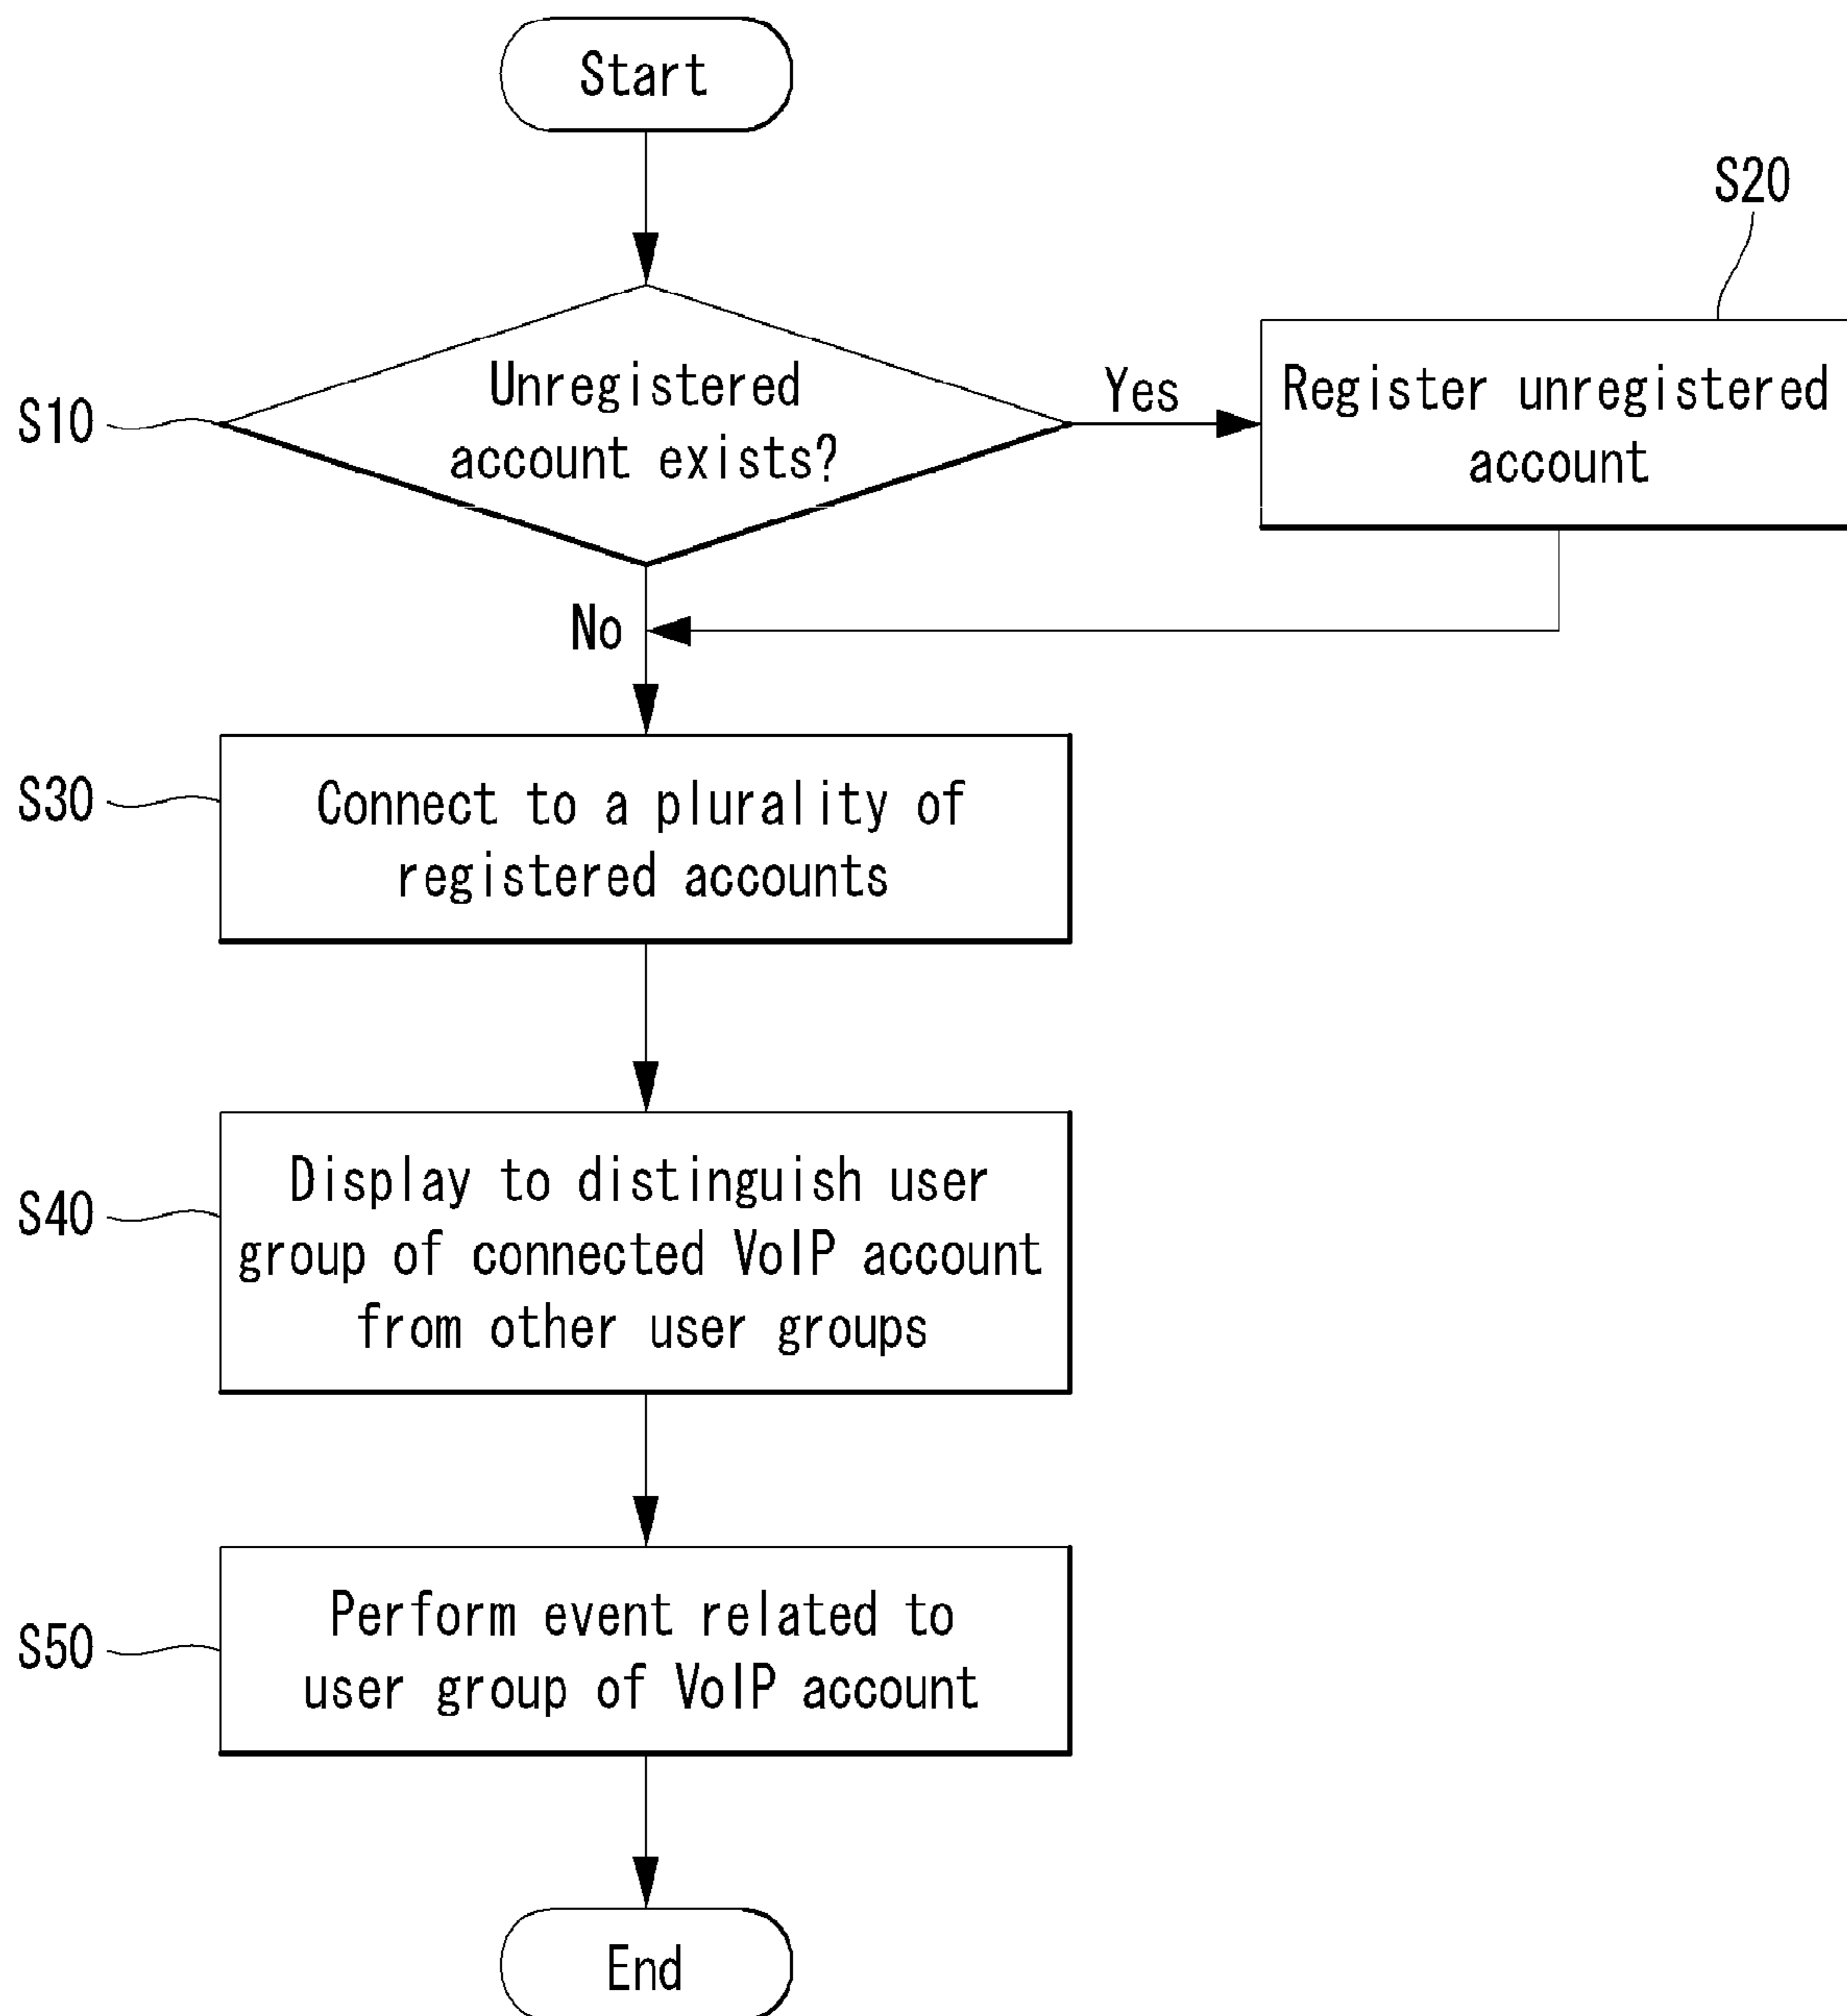 Start
S20
S10
Unregistered
account exists?
Yes
Register unregistered
account
No
S30
Connect to a plurality of
registered accounts
S40
Display to distinguish user
group of connected VoIP account
from other user groups
S50
Perform event related to
user group of VoIP account
End